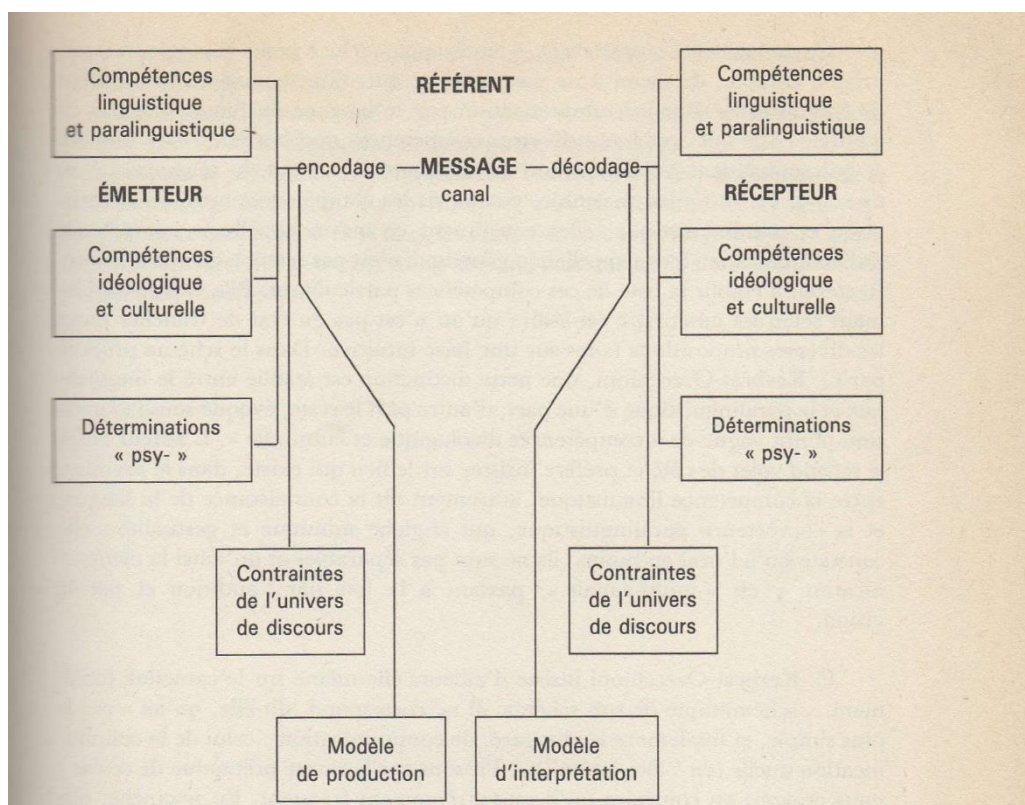 Compétences
linguistique
et paralinguistique
RÉFÉRENT
Compétences
linguistique
et paralinguistique
encodage — MESSAGE — décodage
canal
ÉMETTEUR
RÉCEPTEUR
Compétences
idéologique
et culturelle
Compétences
idéologique
et culturelle
Déterminations
« psy- »
Déterminations
« psy- »
Contraintes
de l'univers
de discours
Contraintes
de l'univers
de discours
Modèle
de production
Modèle
d'interprétation